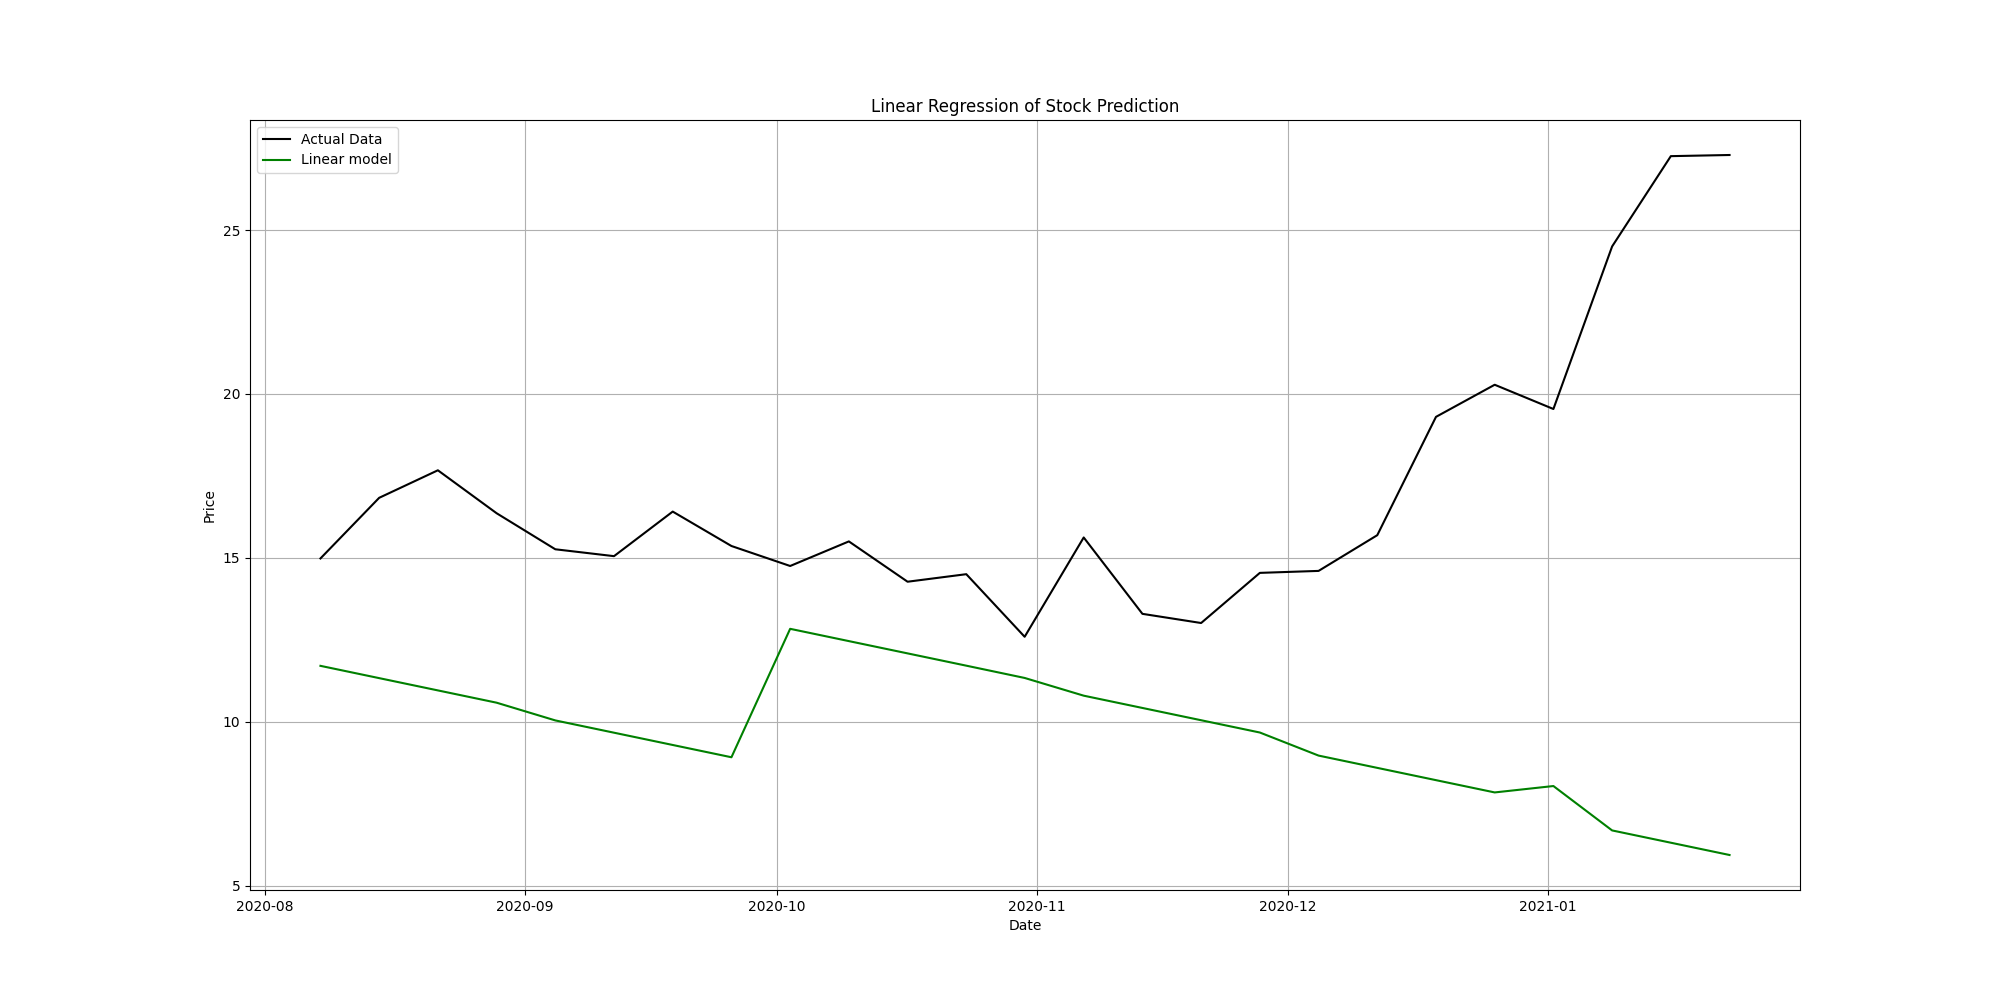 Linear Regression of Stock Prediction
Actual Data
Linear model
25
20
15
10
5
Price
2020-08 2020-09 2020-10 2020-11 2020-12 2021-01
Date